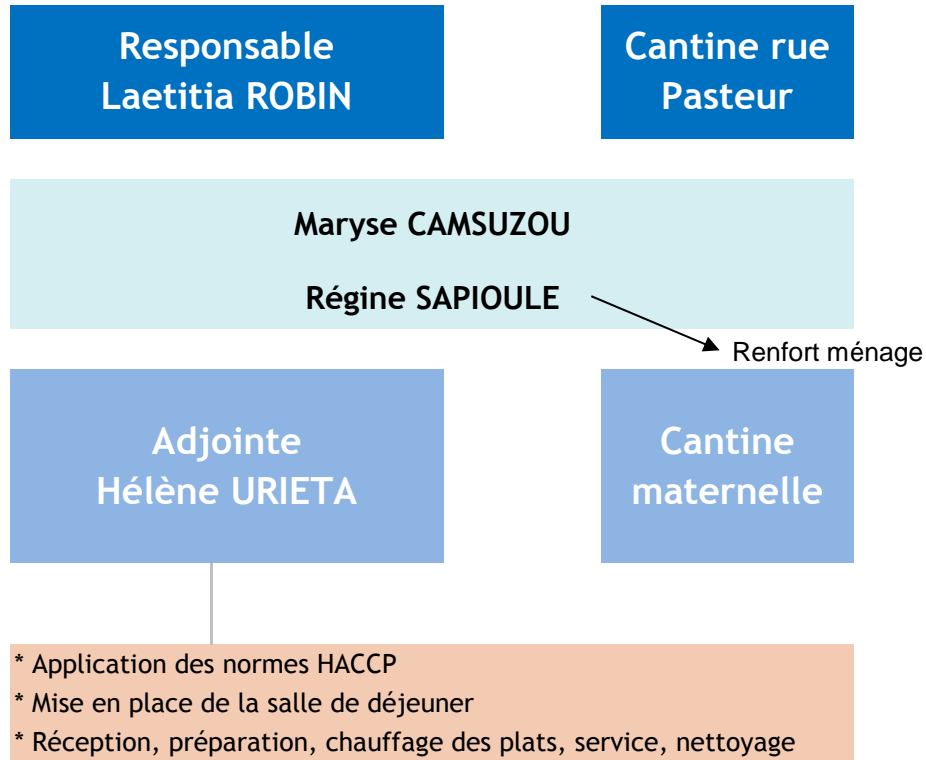 Responsable
Laetitia ROBIN
Cantine rue
Pasteur
Maryse CAMSUZOU
Régine SAPIOULE
Renfort ménage
Adjointe
Hélène URIETA
Cantine
maternelle
* Application des normes HACCP
* Mise en place de la salle de déjeuner
* Réception, préparation, chauffage des plats, service, nettoyage